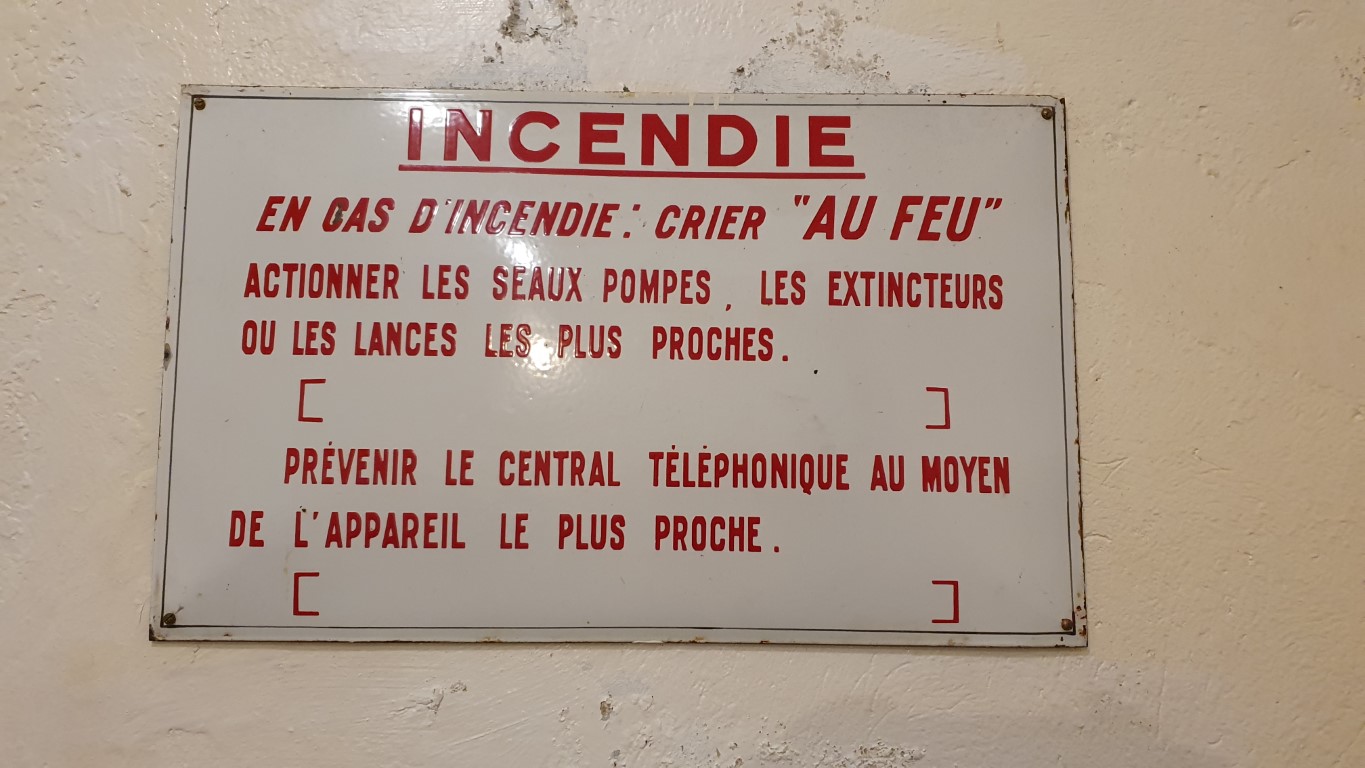 INCENDIE
EN CAS D'INCENDIE : CRIER "AU FEU"
ACTIONNER LES SEAUX POMPES, LES EXTINCTEURS
OU LES LANCES LES PLUS PROCHES.
[ ]
PRÉVENIR LE CENTRAL TÉLÉPHONIQUE AU MOYEN
DE L'APPAREIL LE PLUS PROCHE.
[ ]